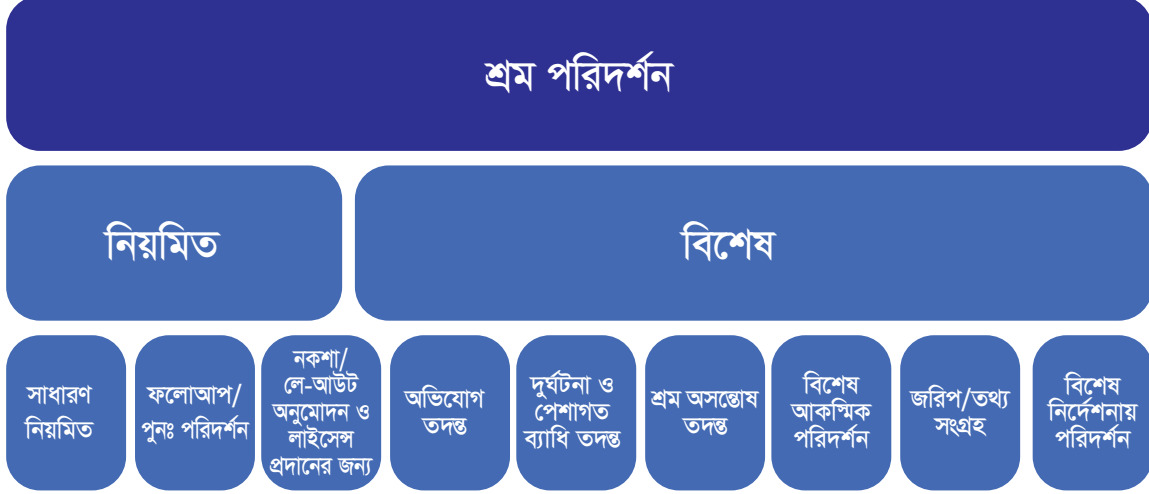 শ্রম পরিদর্শন
নিয়মিত
বিশেষ
সাধারণ
নিয়মিত
ফলোআপ/
পুনঃ পরিদর্শন
নকশা/
লে-আউট
অনুমোদন ও
লাইসেন্স
প্রদানের জন্য
অভিযোগ
তদন্ত
দুর্ঘটনা ও
পেশাগত
ব্যাধি তদন্ত
শ্রম অসন্তোষ
তদন্ত
বিশেষ
আকস্মিক
পরিদর্শন
জরিপ/তথ্য
সংগ্রহ
বিশেষ
নির্দেশনায়
পরিদর্শন